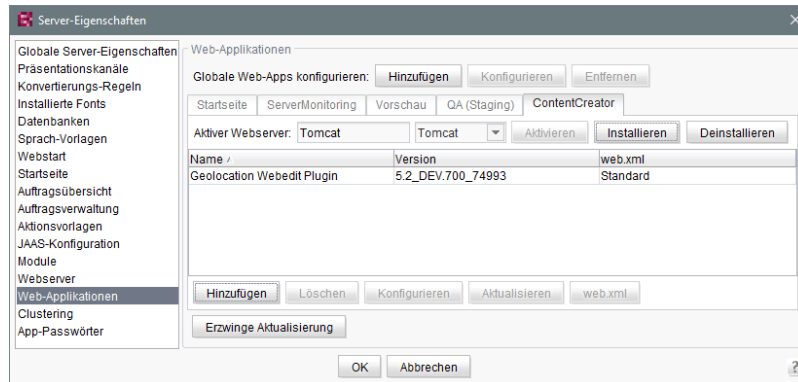 Server-Eigenschaften
Globale Server-Eigenschaften
Präsentationskanäle
Konvertierungs-Regeln
Installierte Fonts
Datenbanken
Sprach-Vorlagen
Webstart
Startseite
Auftragsübersicht
Auftragsverwaltung
Aktionsvorlagen
JAAS-Konfiguration
Module
Webserver
Web-Applikationen
Clustering
App-Passwörter
Web-Applikationen
Globale Web-Apps konfigurieren: Hinzufügen Konfigurieren Entfernen
Startseite ServerMonitoring Vorschau QA (Staging) ContentCreator
Aktiver Webserver: Tomcat Tomcat Aktivieren Installieren Deinstallieren
Name Version web.xml
Geolocation Webedit Plugin 5.2_DEV.700_74993 Standard
Hinzufügen Löschen Konfigurieren Aktualisieren web.xml
Erzwinge Aktualisierung
OK Abbrechen ?